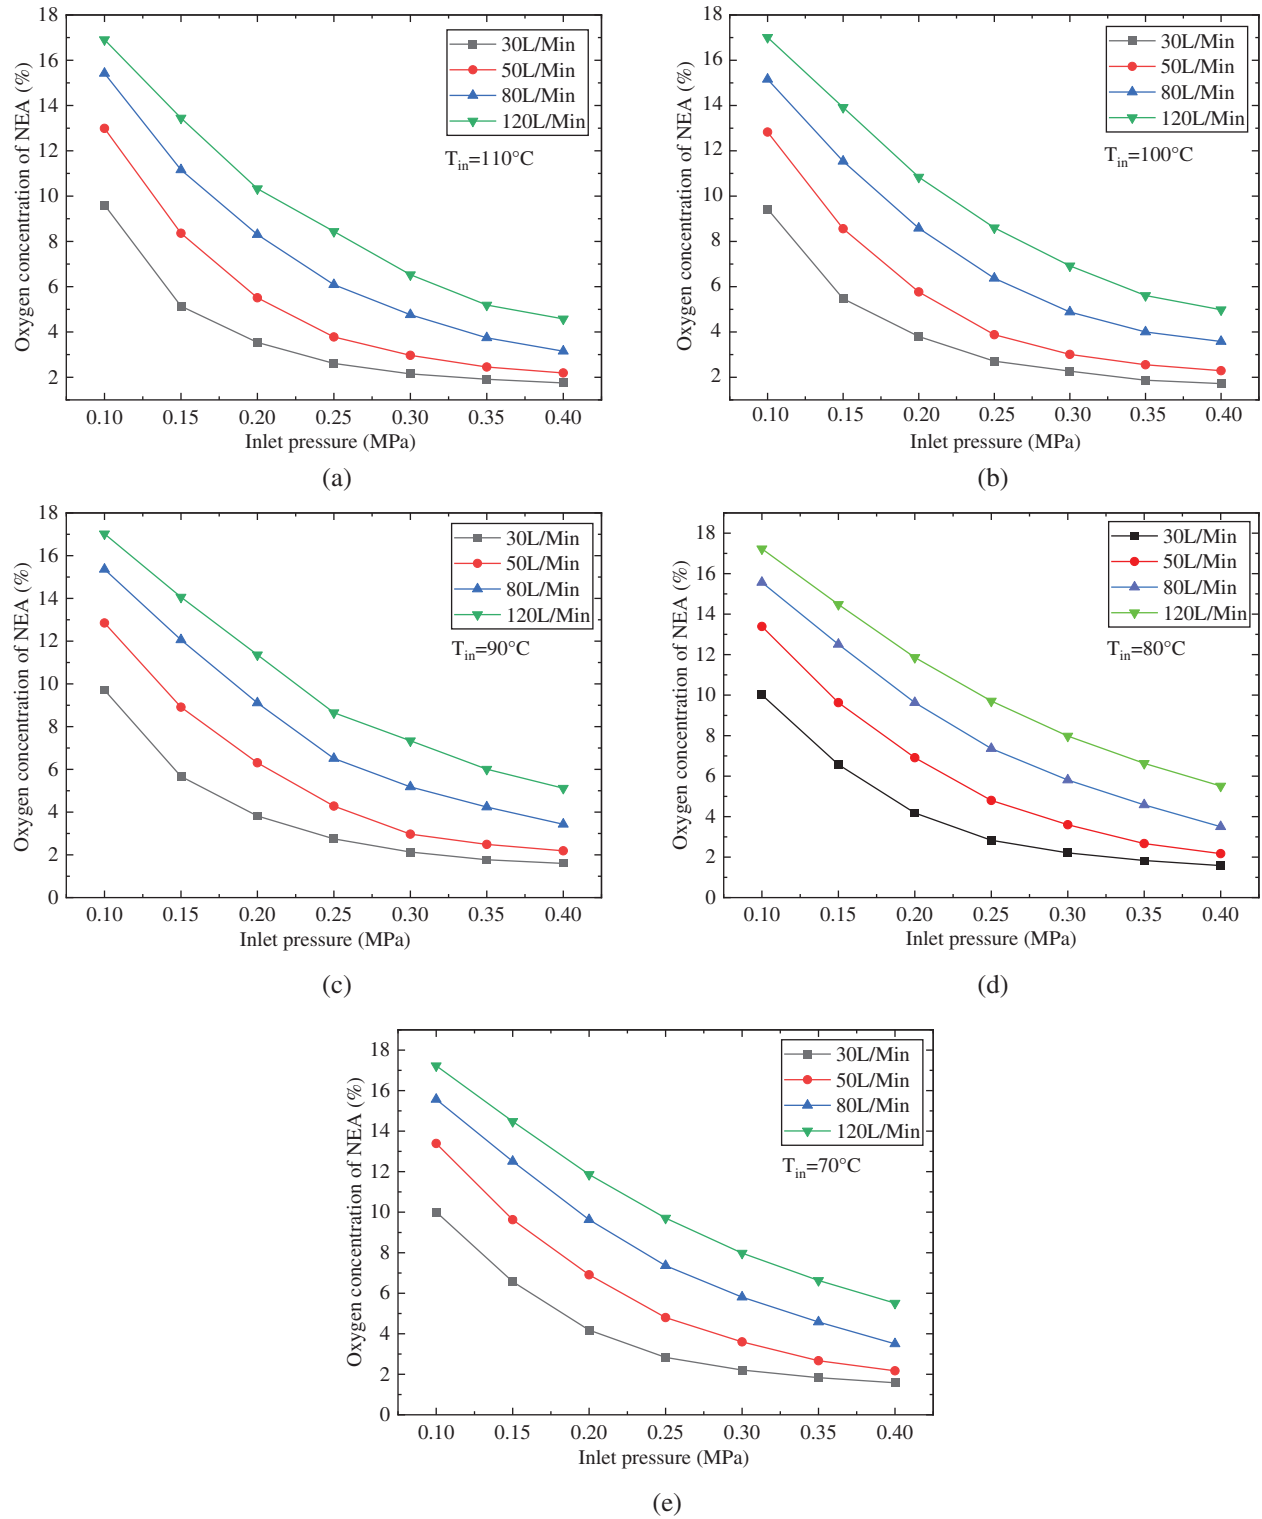 18
16
14
12
10
8
6
4
2
Oxygen concentration of NEA (%)
30L/Min
50L/Min
80L/Min
120L/Min
T_in=110°C
0.10 0.15 0.20 0.25 0.30 0.35 0.40
Inlet pressure (MPa)
(a)
18
16
14
12
10
8
6
4
2
Oxygen concentration of NEA (%)
30L/Min
50L/Min
80L/Min
120L/Min
T_in=100°C
0.10 0.15 0.20 0.25 0.30 0.35 0.40
Inlet pressure (MPa)
(b)
18
16
14
12
10
8
6
4
2
0
Oxygen concentration of NEA (%)
30L/Min
50L/Min
80L/Min
120L/Min
T_in=90°C
0.10 0.15 0.20 0.25 0.30 0.35 0.40
Inlet pressure (MPa)
(c)
18
16
14
12
10
8
6
4
2
0
Oxygen concentration of NEA (%)
30L/Min
50L/Min
80L/Min
120L/Min
T_in=80°C
0.10 0.15 0.20 0.25 0.30 0.35 0.40
Inlet pressure (MPa)
(d)
18
16
14
12
10
8
6
4
2
0
Oxygen concentration of NEA (%)
30L/Min
50L/Min
80L/Min
120L/Min
T_in=70°C
0.10 0.15 0.20 0.25 0.30 0.35 0.40
Inlet pressure (MPa)
(e)